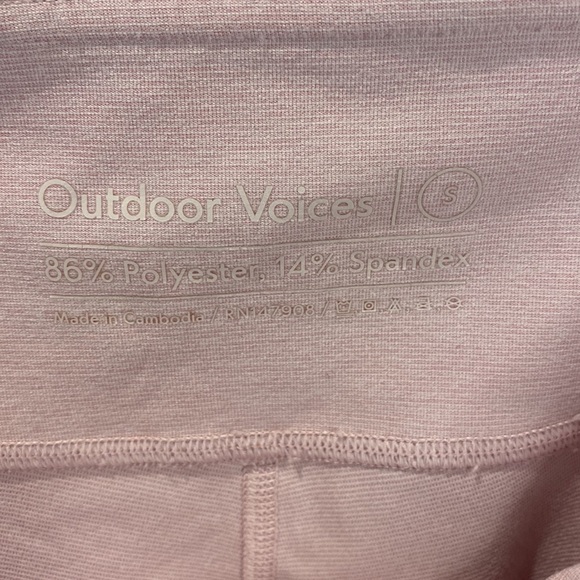 Outdoor Voices | S
86% Polyester, 14% Spandex
Made in Cambodia / RN147908 /